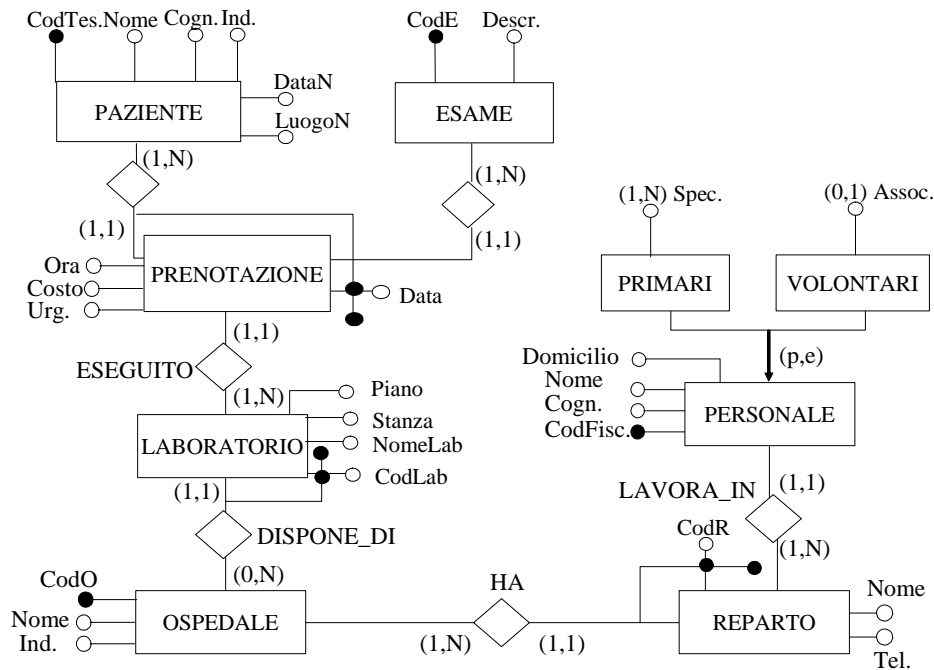 CodTes.Nome Cogn. Ind.
CodE Descr.
DataN
PAZIENTE
ESAME
LuogoN
(1,N)
(1,N)
(1,N) Spec.
(0,1) Assoc.
(1,1)
(1,1)
Ora
PRENOTAZIONE
PRIMARI
VOLONTARI
Costo
Data
Urg.
(1,1)
ESEGUITO
Domicilio
(p,e)
(1,N)
Piano
Nome
Stanza
Cogn.
PERSONALE
LABORATORIO
NomeLab
CodFisc.
CodLab
(1,1)
LAVORA_IN
(1,1)
DISPONE_DI
CodR
(1,N)
CodO
(0,N)
HA
Nome
Nome
OSPEDALE
REPARTO
Ind.
(1,N)
(1,1)
Tel.